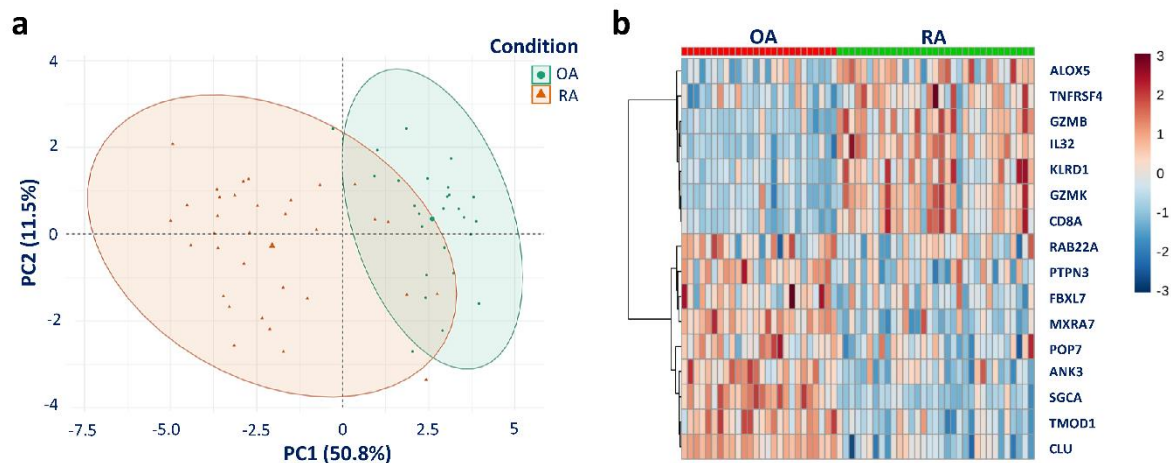 a
Condition
OA
RA
PC2 (11.5%)
4
2
0
-2
-4
-7.5
-5.0
-2.5
0
2.5
5
PC1 (50.8%)
b
OA
RA
ALOX5
TNFRSF4
GZMB
IL32
KLRD1
GZMK
CD8A
RAB22A
PTPN3
FBXL7
MXRA7
POP7
ANK3
SGCA
TMOD1
CLU
3
2
1
0
-1
-2
-3